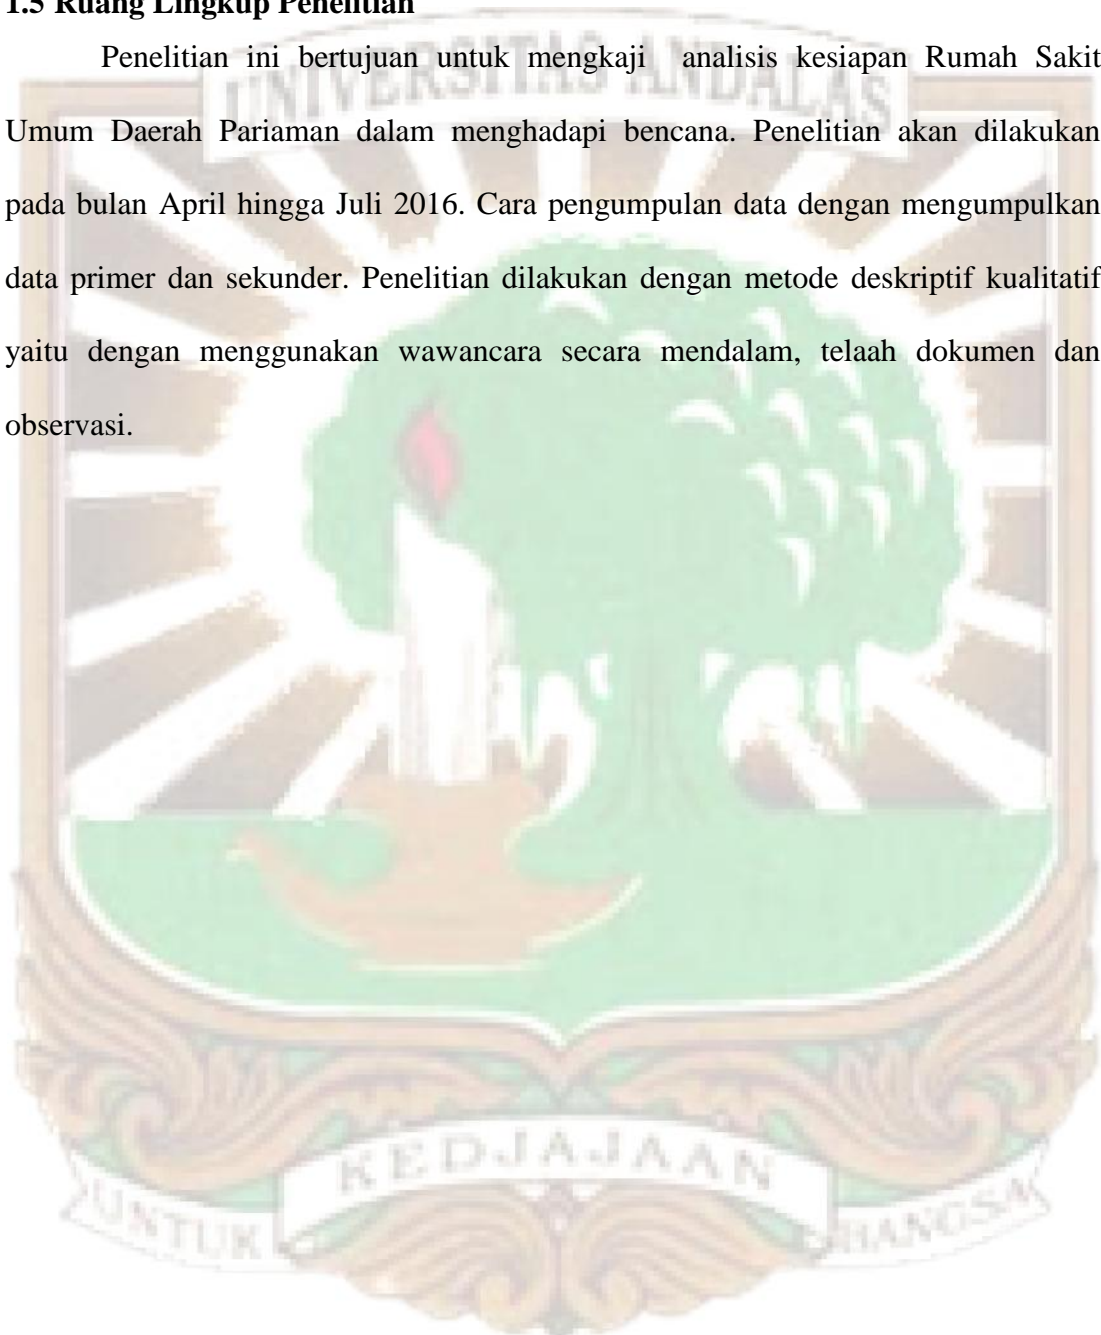 1.5 Ruang Lingkup Penelitian
UNIVERSITAS ANDALAS
Penelitian ini bertujuan untuk mengkaji analisis kesiapan Rumah Sakit
Umum Daerah Pariaman dalam menghadapi bencana. Penelitian akan dilakukan
pada bulan April hingga Juli 2016. Cara pengumpulan data dengan mengumpulkan
data primer dan sekunder. Penelitian dilakukan dengan metode deskriptif kualitatif
yaitu dengan menggunakan wawancara secara mendalam, telaah dokumen dan
observasi.
UNTUK KEDJAJAAN BANGSA